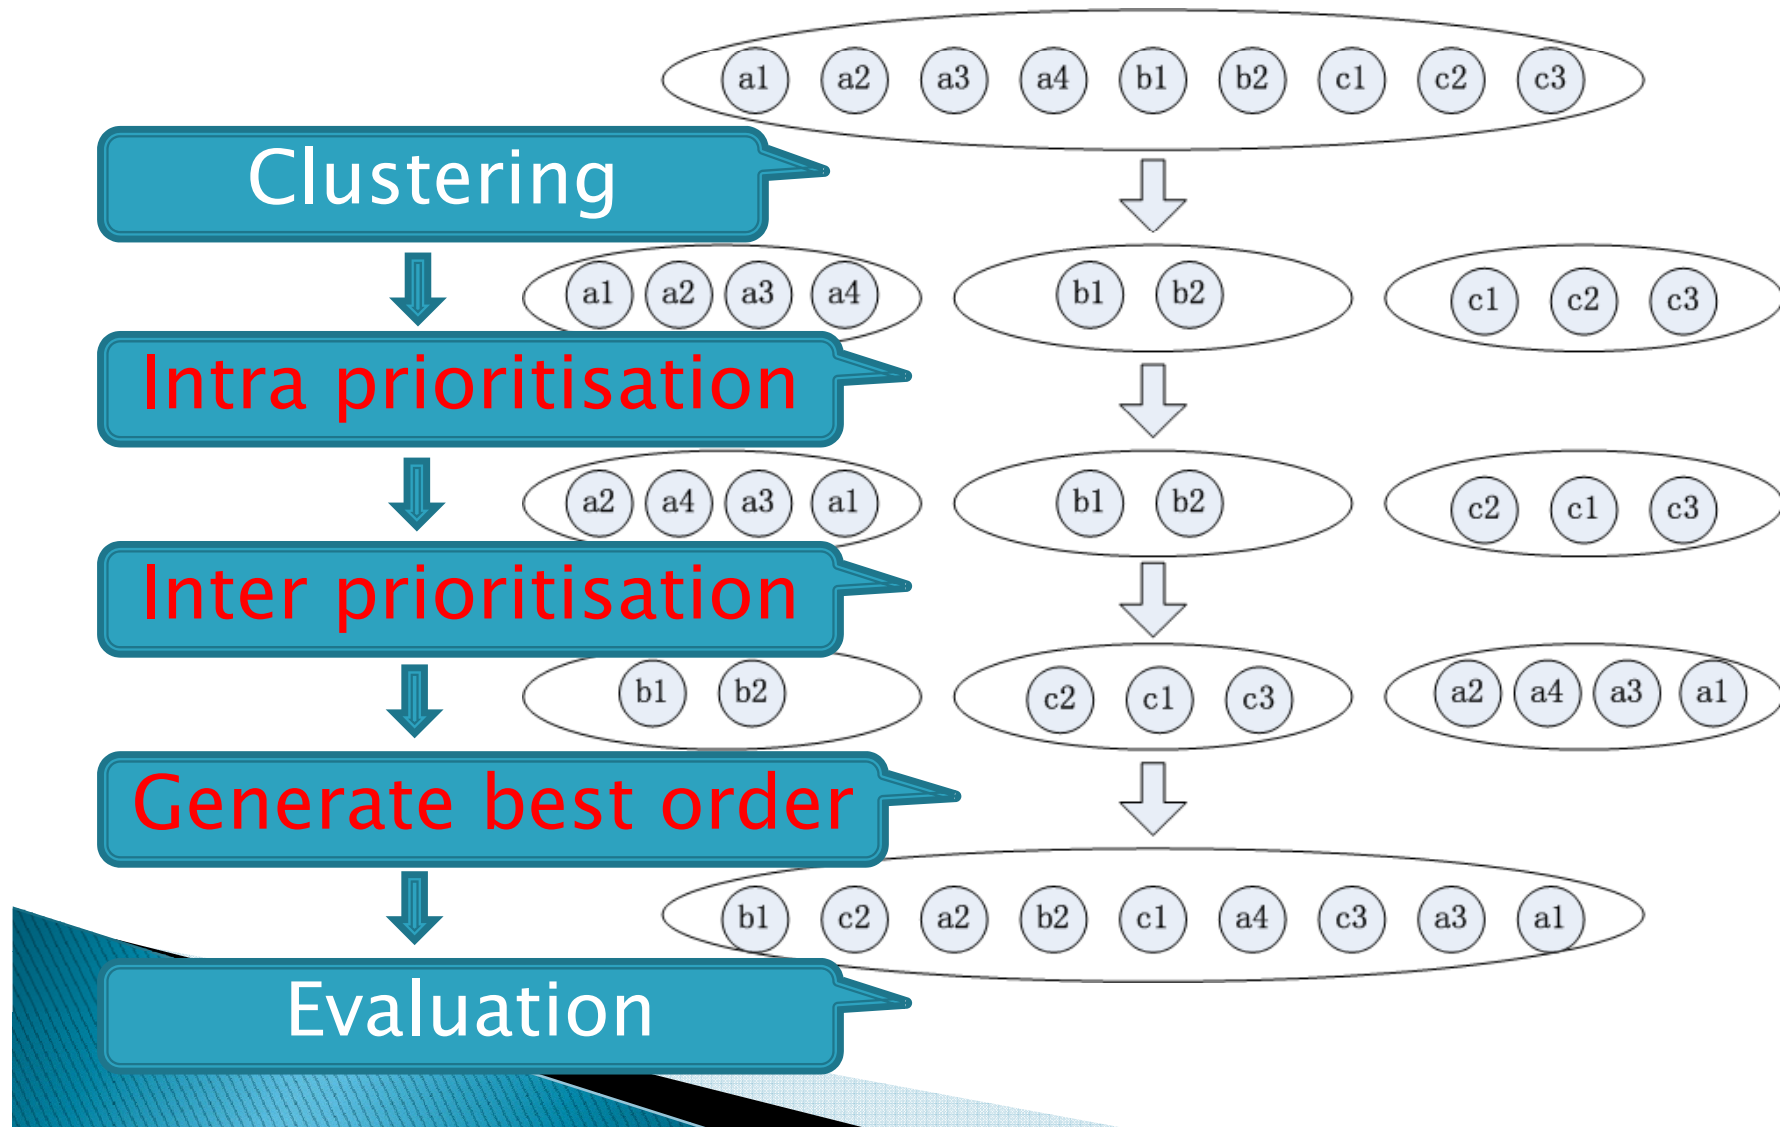 a1 a2 a3 a4 b1 b2 c1 c2 c3
Clustering
a1 a2 a3 a4 b1 b2 c1 c2 c3
Intra prioritisation
a2 a4 a3 a1 b1 b2 c2 c1 c3
Inter prioritisation
b1 b2 c2 c1 c3 a2 a4 a3 a1
Generate best order
b1 c2 a2 b2 c1 a4 c3 a3 a1
Evaluation